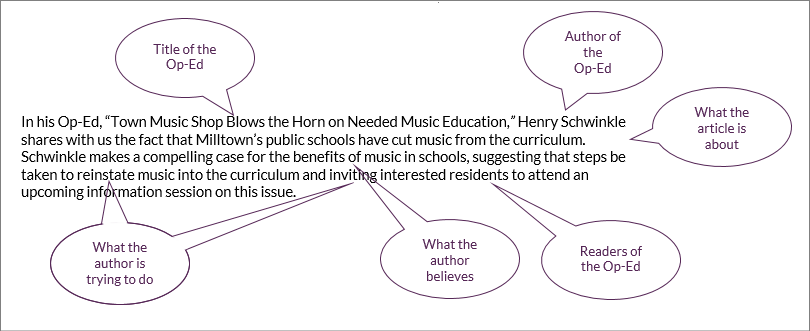 Title of the
Op-Ed
Author of
the
Op-Ed
What the
article is
about
In his Op-Ed, “Town Music Shop Blows the Horn on Needed Music Education,” Henry Schwinkle
shares with us the fact that Milltown’s public schools have cut music from the curriculum.
Schwinkle makes a compelling case for the benefits of music in schools, suggesting that steps be
taken to reinstate music into the curriculum and inviting interested residents to attend an
upcoming information session on this issue.
What the
author is
trying to do
What the
author
believes
Readers of
the Op-Ed